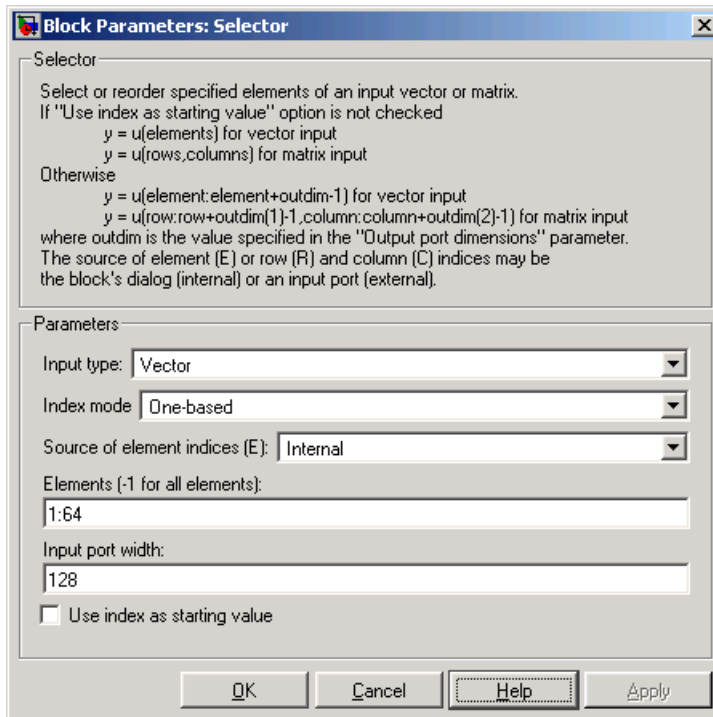 Block Parameters: Selector
Selector
Select or reorder specified elements of an input vector or matrix.
If "Use index as starting value" option is not checked
y = u(elements) for vector input
y = u(rows,columns) for matrix input
Otherwise
y = u(element:element+outdim-1) for vector input
y = u(row:row+outdim(1)-1,column:column+outdim(2)-1) for matrix input
where outdim is the value specified in the "Output port dimensions" parameter.
The source of element (E) or row (R) and column (C) indices may be
the block's dialog (internal) or an input port (external).
Parameters
Input type: Vector
Index mode One-based
Source of element indices (E): Internal
Elements (-1 for all elements):
1:64
Input port width:
128
Use index as starting value
OK Cancel Help Apply